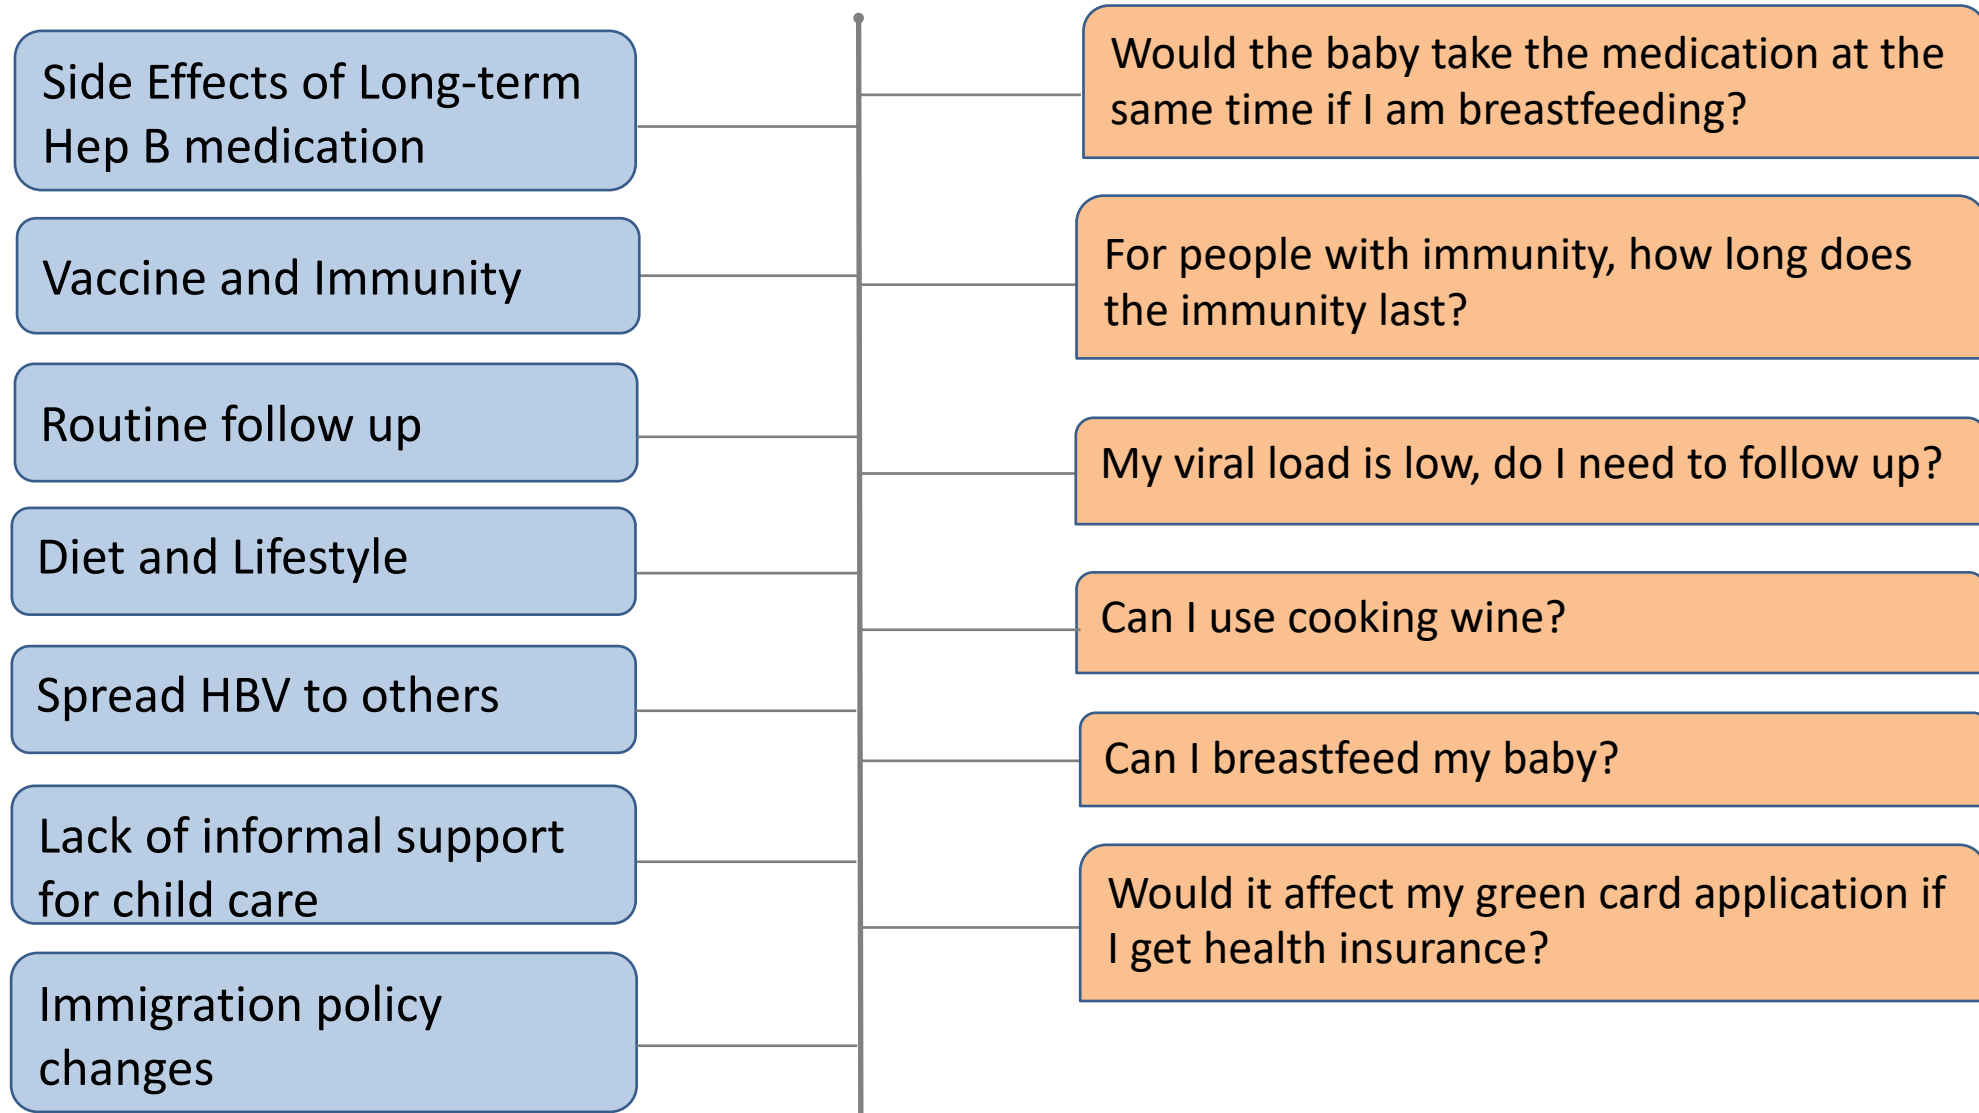 Side Effects of Long-term
Hep B medication
Vaccine and Immunity
Routine follow up
Diet and Lifestyle
Spread HBV to others
Lack of informal support
for child care
Immigration policy
changes
Would the baby take the medication at the
same time if I am breastfeeding?
For people with immunity, how long does
the immunity last?
My viral load is low, do I need to follow up?
Can I use cooking wine?
Can I breastfeed my baby?
Would it affect my green card application if
I get health insurance?